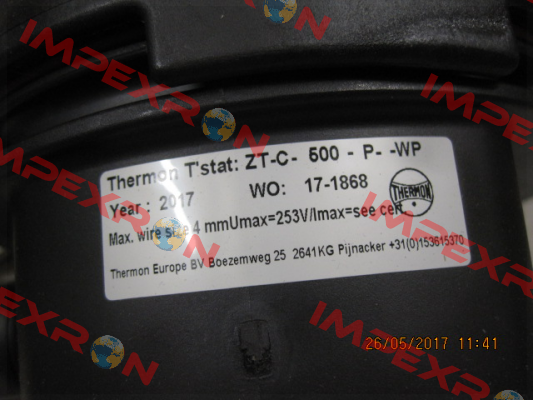 IMPEXRON
IMPEXRON
Thermon T'stat: ZT-C- 500 - P- -WP
Year : 2017 WO: 17-1868
THERMON
Max. wire size 4 mmUmax=253V/Imax=see cert.
Thermon Europe BV Boezemweg 25 2641KG Pijnacker +31(0)153615370
26/05/2017 11:41
IMPEXRON
IMPEXRON